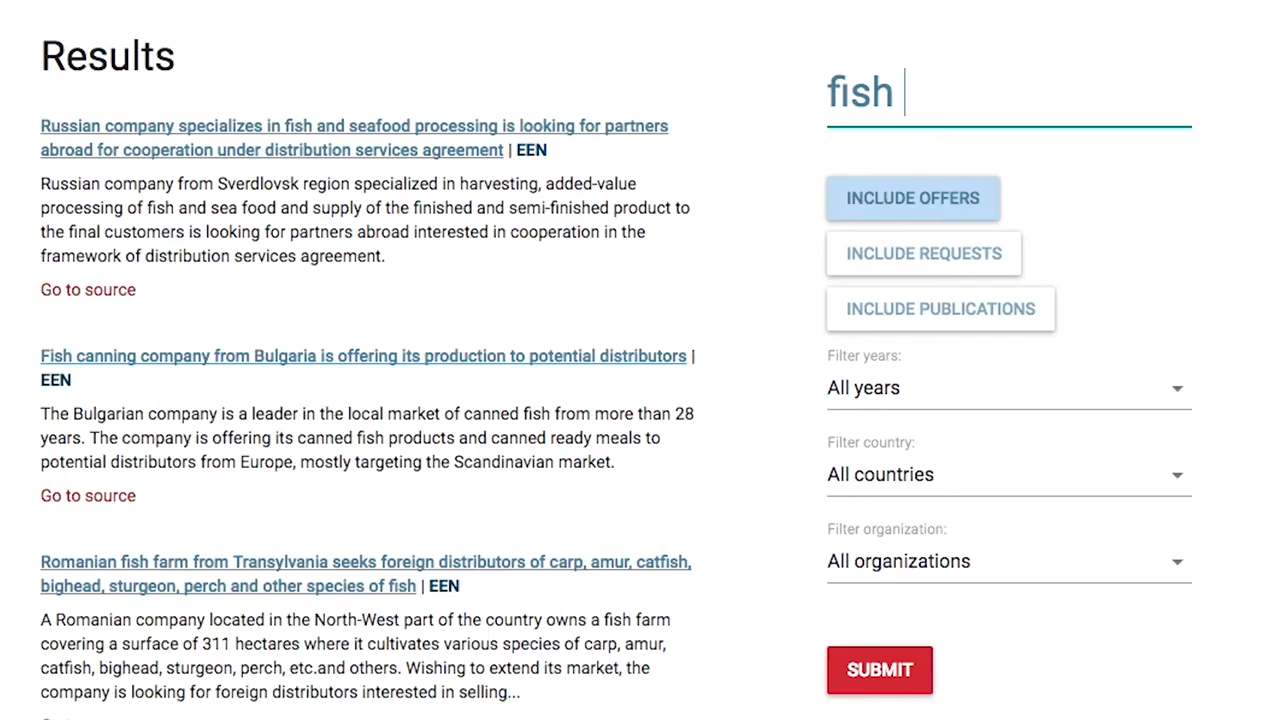 Results
Russian company specializes in fish and seafood processing is looking for partners
abroad for cooperation under distribution services agreement | EEN
Russian company from Sverdlovsk region specialized in harvesting, added-value
processing of fish and sea food and supply of the finished and semi-finished product to
the final customers is looking for partners abroad interested in cooperation in the
framework of distribution services agreement.
Go to source
Fish canning company from Bulgaria is offering its production to potential distributors |
EEN
The Bulgarian company is a leader in the local market of canned fish from more than 28
years. The company is offering its canned fish products and canned ready meals to
potential distributors from Europe, mostly targeting the Scandinavian market.
Go to source
Romanian fish farm from Transylvania seeks foreign distributors of carp, amur, catfish,
bighead, sturgeon, perch and other species of fish | EEN
A Romanian company located in the North-West part of the country owns a fish farm
covering a surface of 311 hectares where it cultivates various species of carp, amur,
catfish, bighead, sturgeon, perch, etc.and others. Wishing to extend its market, the
company is looking for foreign distributors interested in selling...
fish
INCLUDE OFFERS
INCLUDE REQUESTS
INCLUDE PUBLICATIONS
Filter years:
All years
Filter country:
All countries
Filter organization:
All organizations
SUBMIT